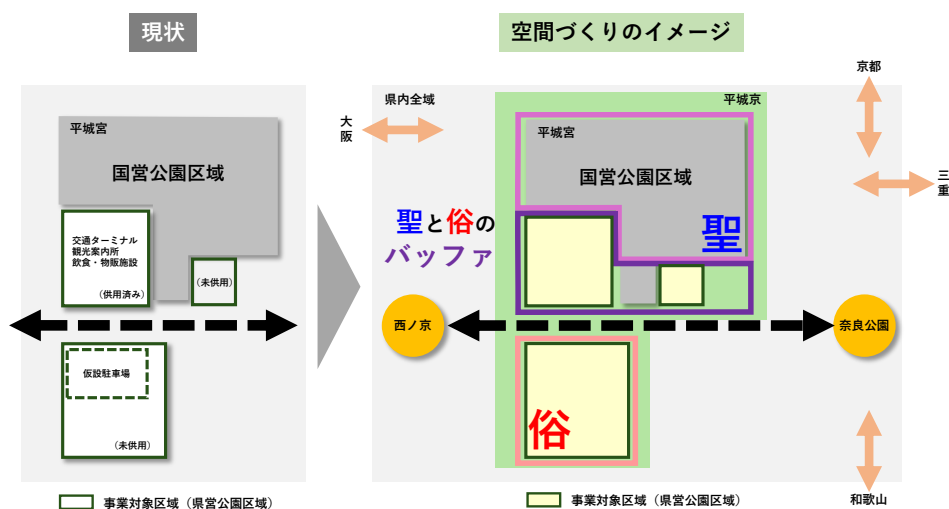 現状
平城宮
国営公園区域
交通ターミナル
観光案内所
飲食・物販施設
(供用済み)
(未供用)
仮設駐車場
(未供用)
事業対象区域（県営公園区域）
空間づくりのイメージ
京都
県内全域
平城京
大阪
平城宮
国営公園区域
三重
聖と俗の
バッファ
聖
西ノ京
奈良公園
俗
和歌山
事業対象区域（県営公園区域）